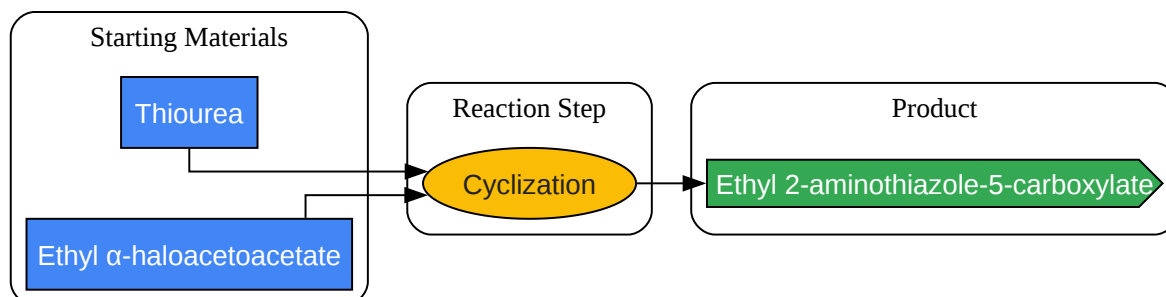 Starting Materials
Thiourea
Ethyl α-haloacetoacetate
Reaction Step
Cyclization
Product
Ethyl 2-aminothiazole-5-carboxylate